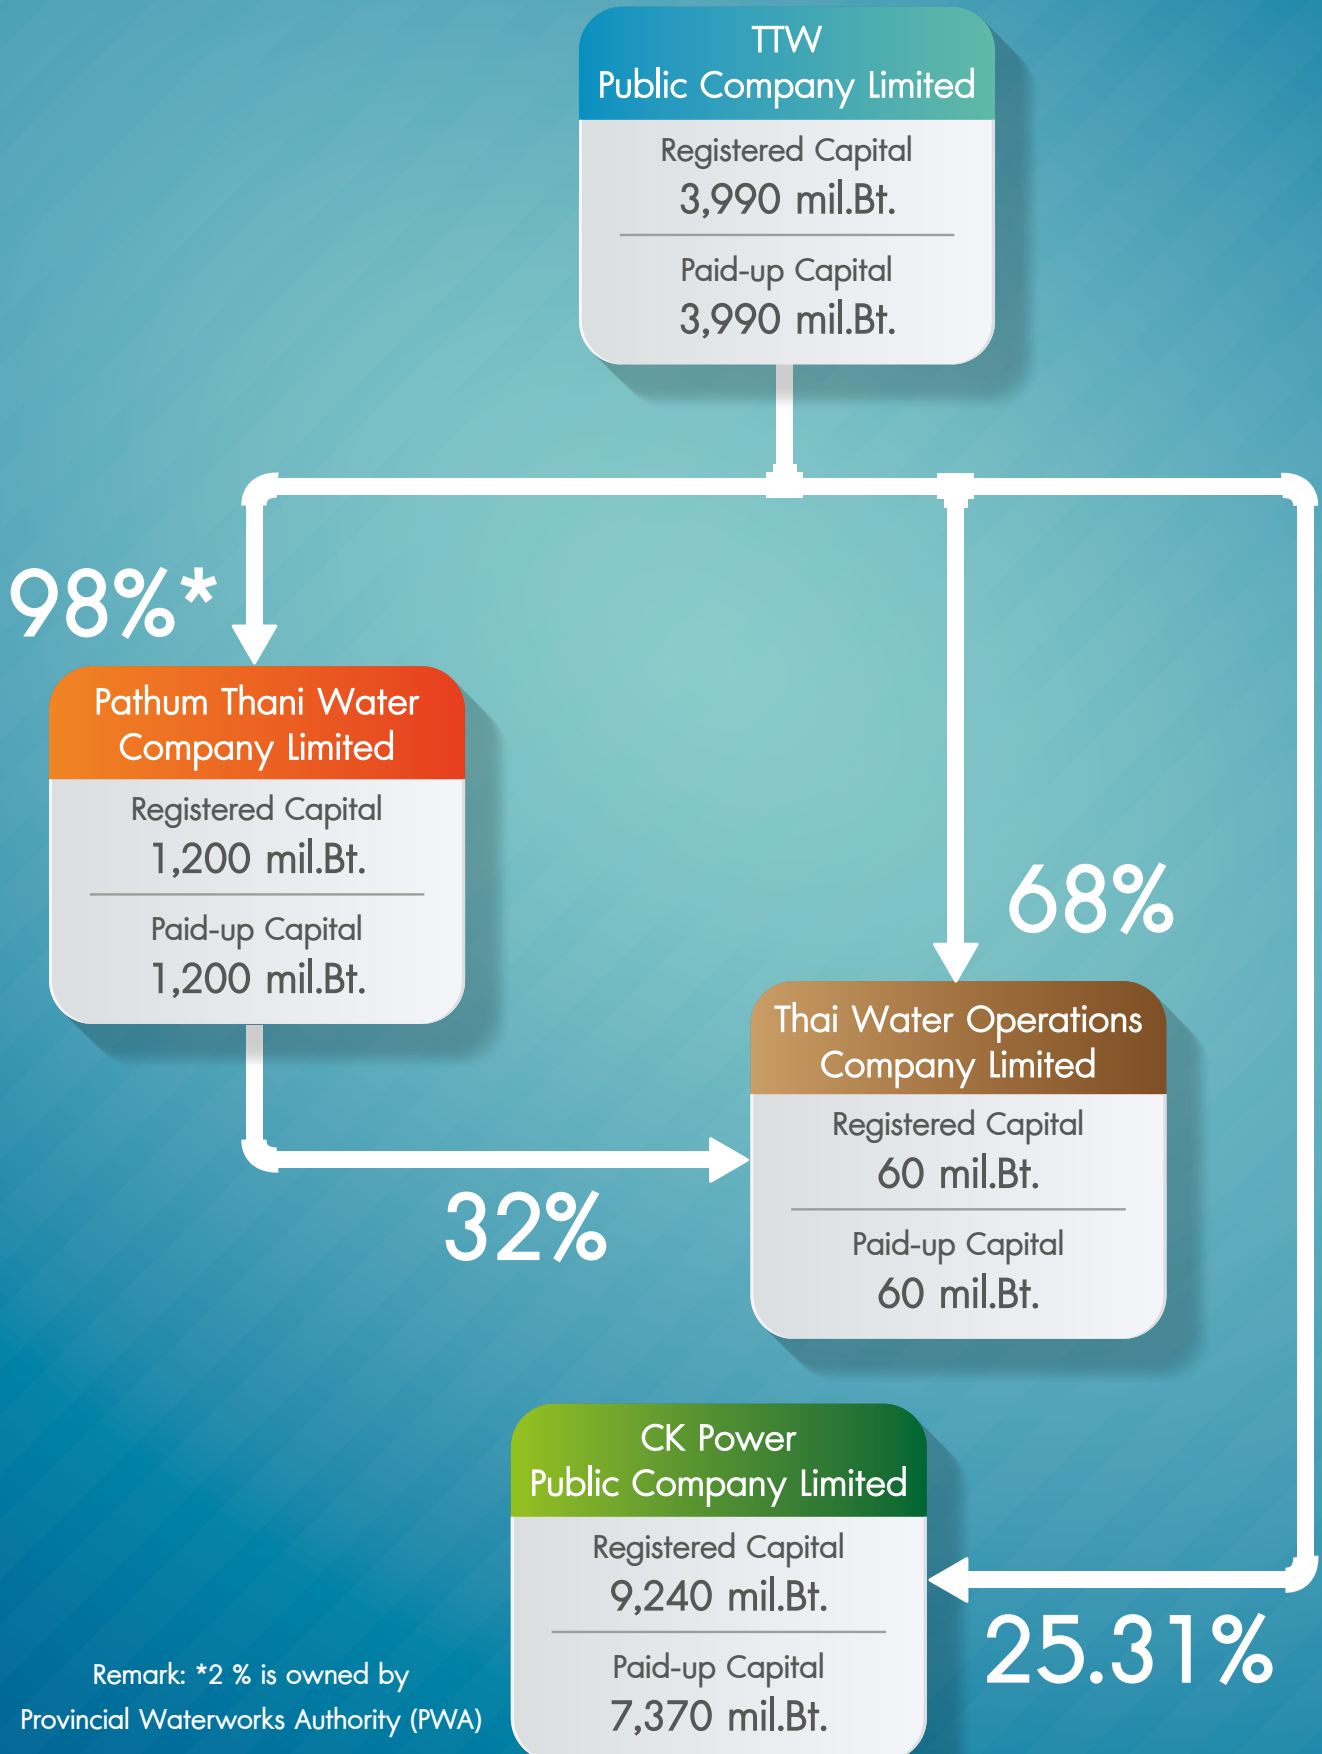 TTW
Public Company Limited
Registered Capital
3,990 mil.Bt.
Paid-up Capital
3,990 mil.Bt.
98%*
Pathum Thani Water
Company Limited
Registered Capital
1,200 mil.Bt.
Paid-up Capital
1,200 mil.Bt.
68%
Thai Water Operations
Company Limited
Registered Capital
60 mil.Bt.
Paid-up Capital
60 mil.Bt.
32%
CK Power
Public Company Limited
Registered Capital
9,240 mil.Bt.
Paid-up Capital
7,370 mil.Bt.
25.31%
Remark: *2 % is owned by
Provincial Waterworks Authority (PWA)